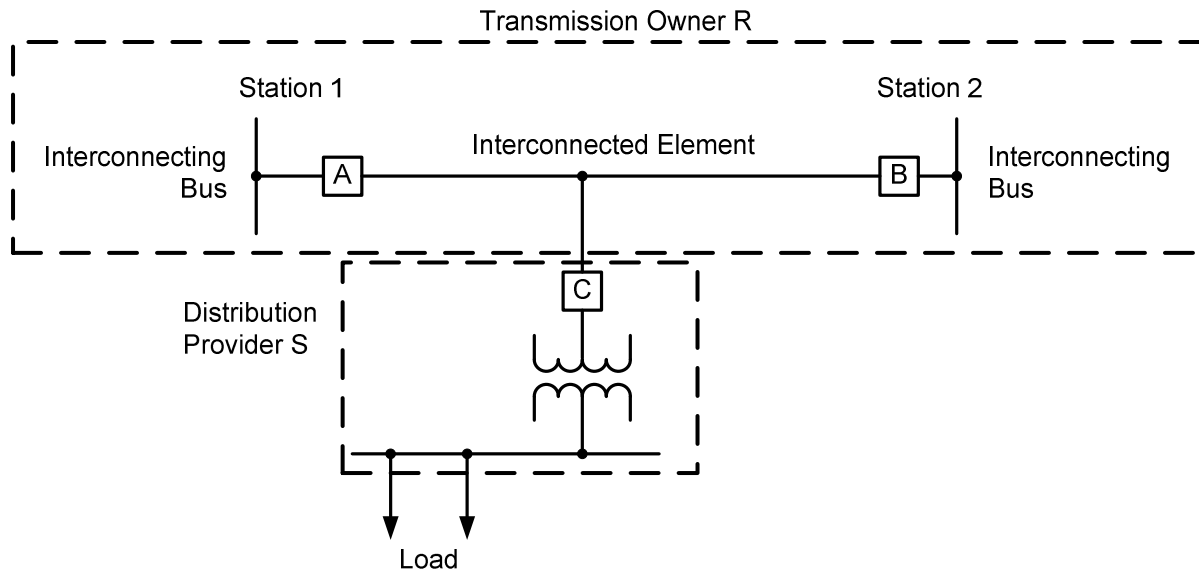 Transmission Owner R
Station 1
Station 2
Interconnecting
Bus
A
Interconnected Element
B
Interconnecting
Bus
Distribution
Provider S
C
Load